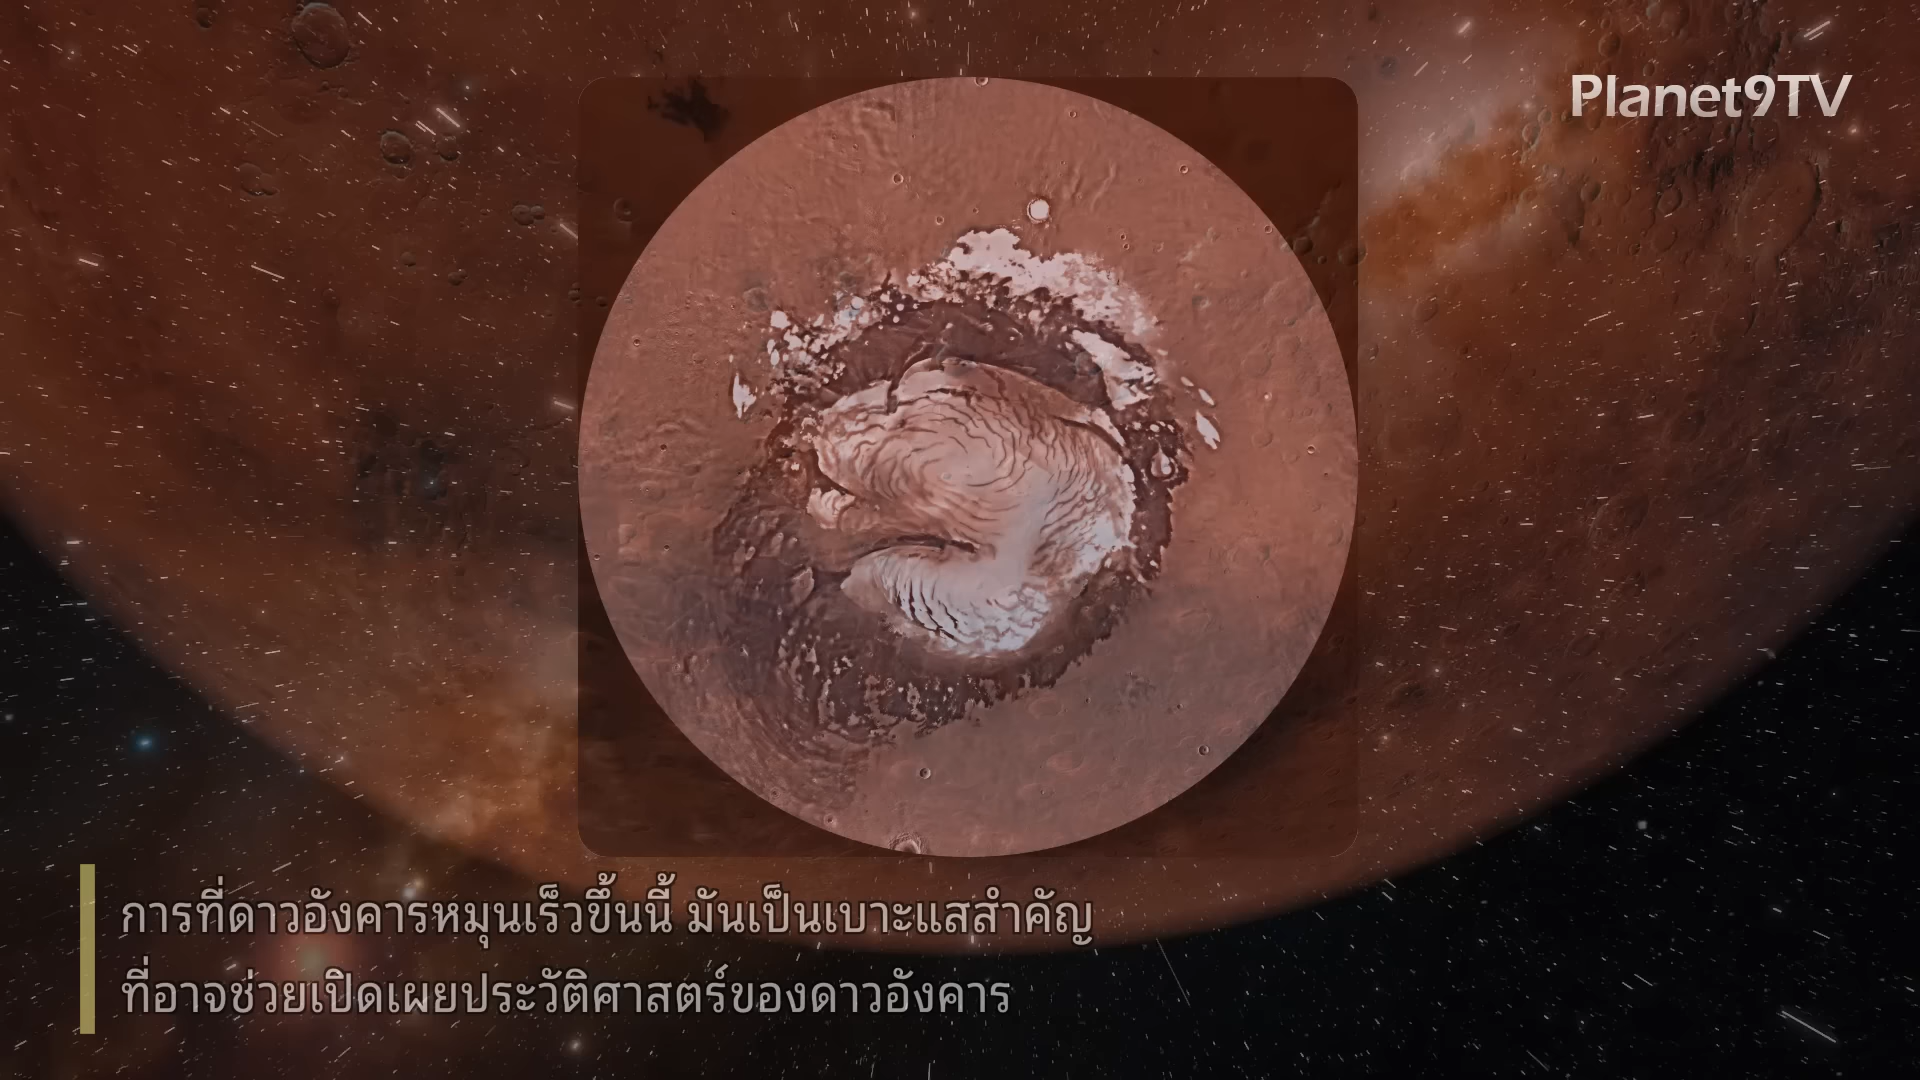 Planet9TV
การที่ดาวอังคารหมุนเร็วขึ้นนี้ มันเป็นเบาะแสสำคัญ
ที่อาจช่วยเปิดเผยประวัติศาสตร์ของดาวอังคาร